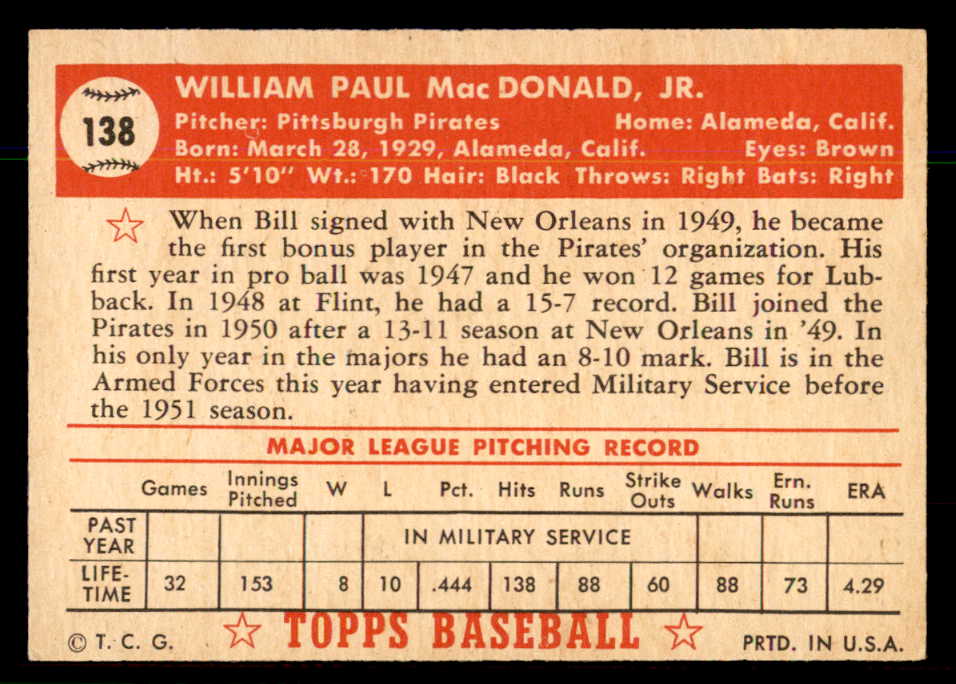 138
WILLIAM PAUL MacDONALD, JR.
Pitcher: Pittsburgh Pirates Home: Alameda, Calif.
Born: March 28, 1929, Alameda, Calif. Eyes: Brown
Ht.: 5'10" Wt.: 170 Hair: Black Throws: Right Bats: Right
When Bill signed with New Orleans in 1949, he became
the first bonus player in the Pirates' organization. His
first year in pro ball was 1947 and he won 12 games for Lub-
back. In 1948 at Flint, he had a 15-7 record. Bill joined the
Pirates in 1950 after a 13-11 season at New Orleans in '49. In
his only year in the majors he had an 8-10 mark. Bill is in the
Armed Forces this year having entered Military Service before
the 1951 season.
MAJOR LEAGUE PITCHING RECORD
Games Innings Pitched W L Pct. Hits Runs Strike Outs Walks Ern. Runs ERA
PAST YEAR IN MILITARY SERVICE
LIFE-TIME 32 153 8 10 .444 138 88 60 88 73 4.29
© T. C. G. TOPPS BASEBALL PRTD. IN U.S.A.